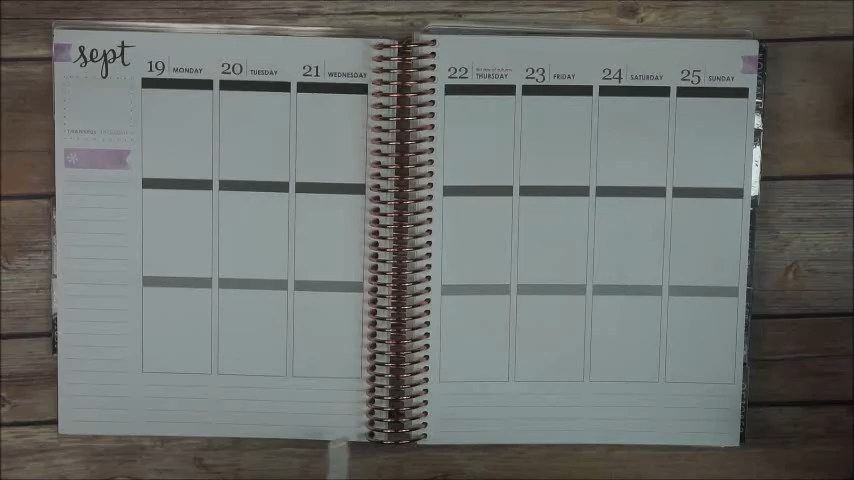 sept
19 MONDAY
20 TUESDAY
21 WEDNESDAY
22 THURSDAY
23 FRIDAY
24 SATURDAY
25 SUNDAY